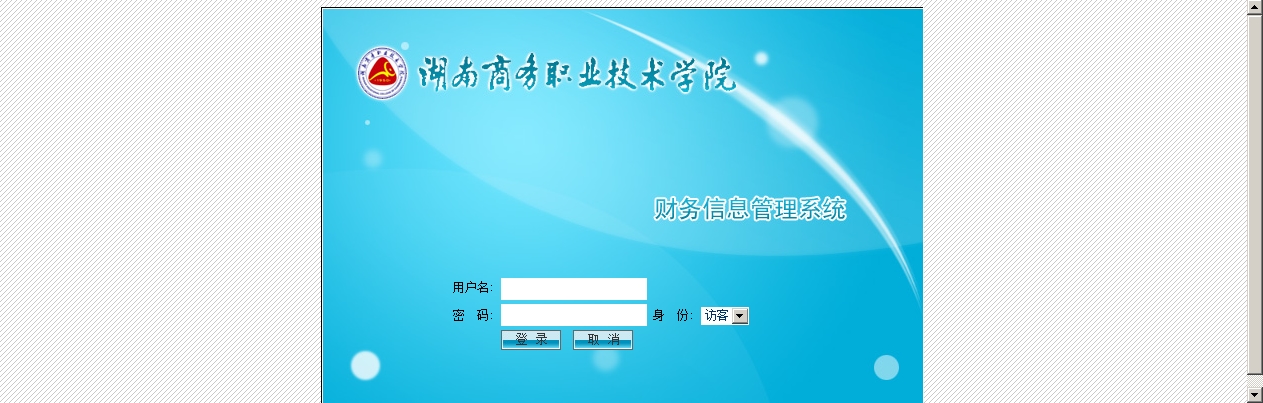 湖南商务职业技术学院
财务信息管理系统
用户名:
密 码: 身 份: 访客
登 录 取 消